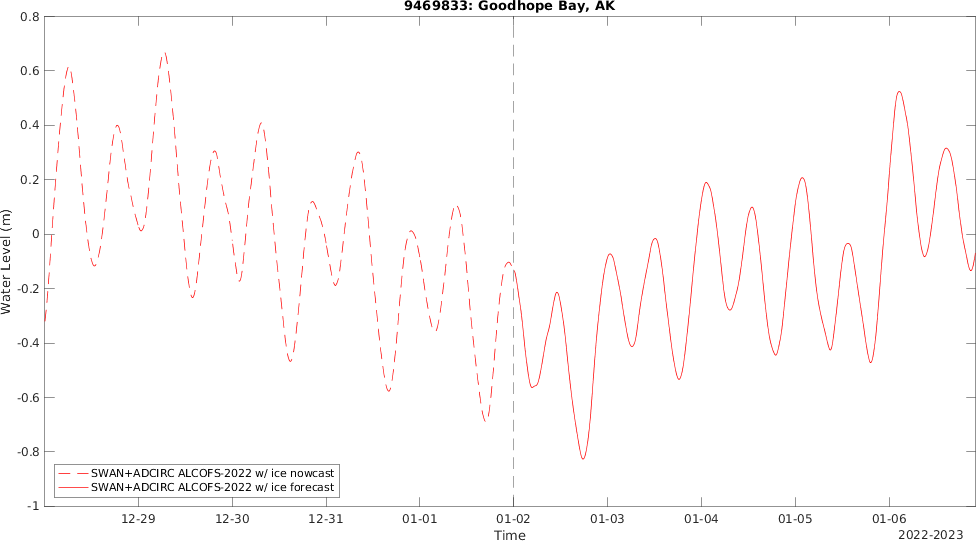 9469833: Goodhope Bay, AK
0.8
0.6
0.4
0.2
0
-0.2
-0.4
-0.6
-0.8
-1
Water Level (m)
SWAN+ADCIRC ALCOFS-2022 w/ ice nowcast
SWAN+ADCIRC ALCOFS-2022 w/ ice forecast
12-29 12-30 12-31 01-01 01-02 01-03 01-04 01-05 01-06
Time
2022-2023